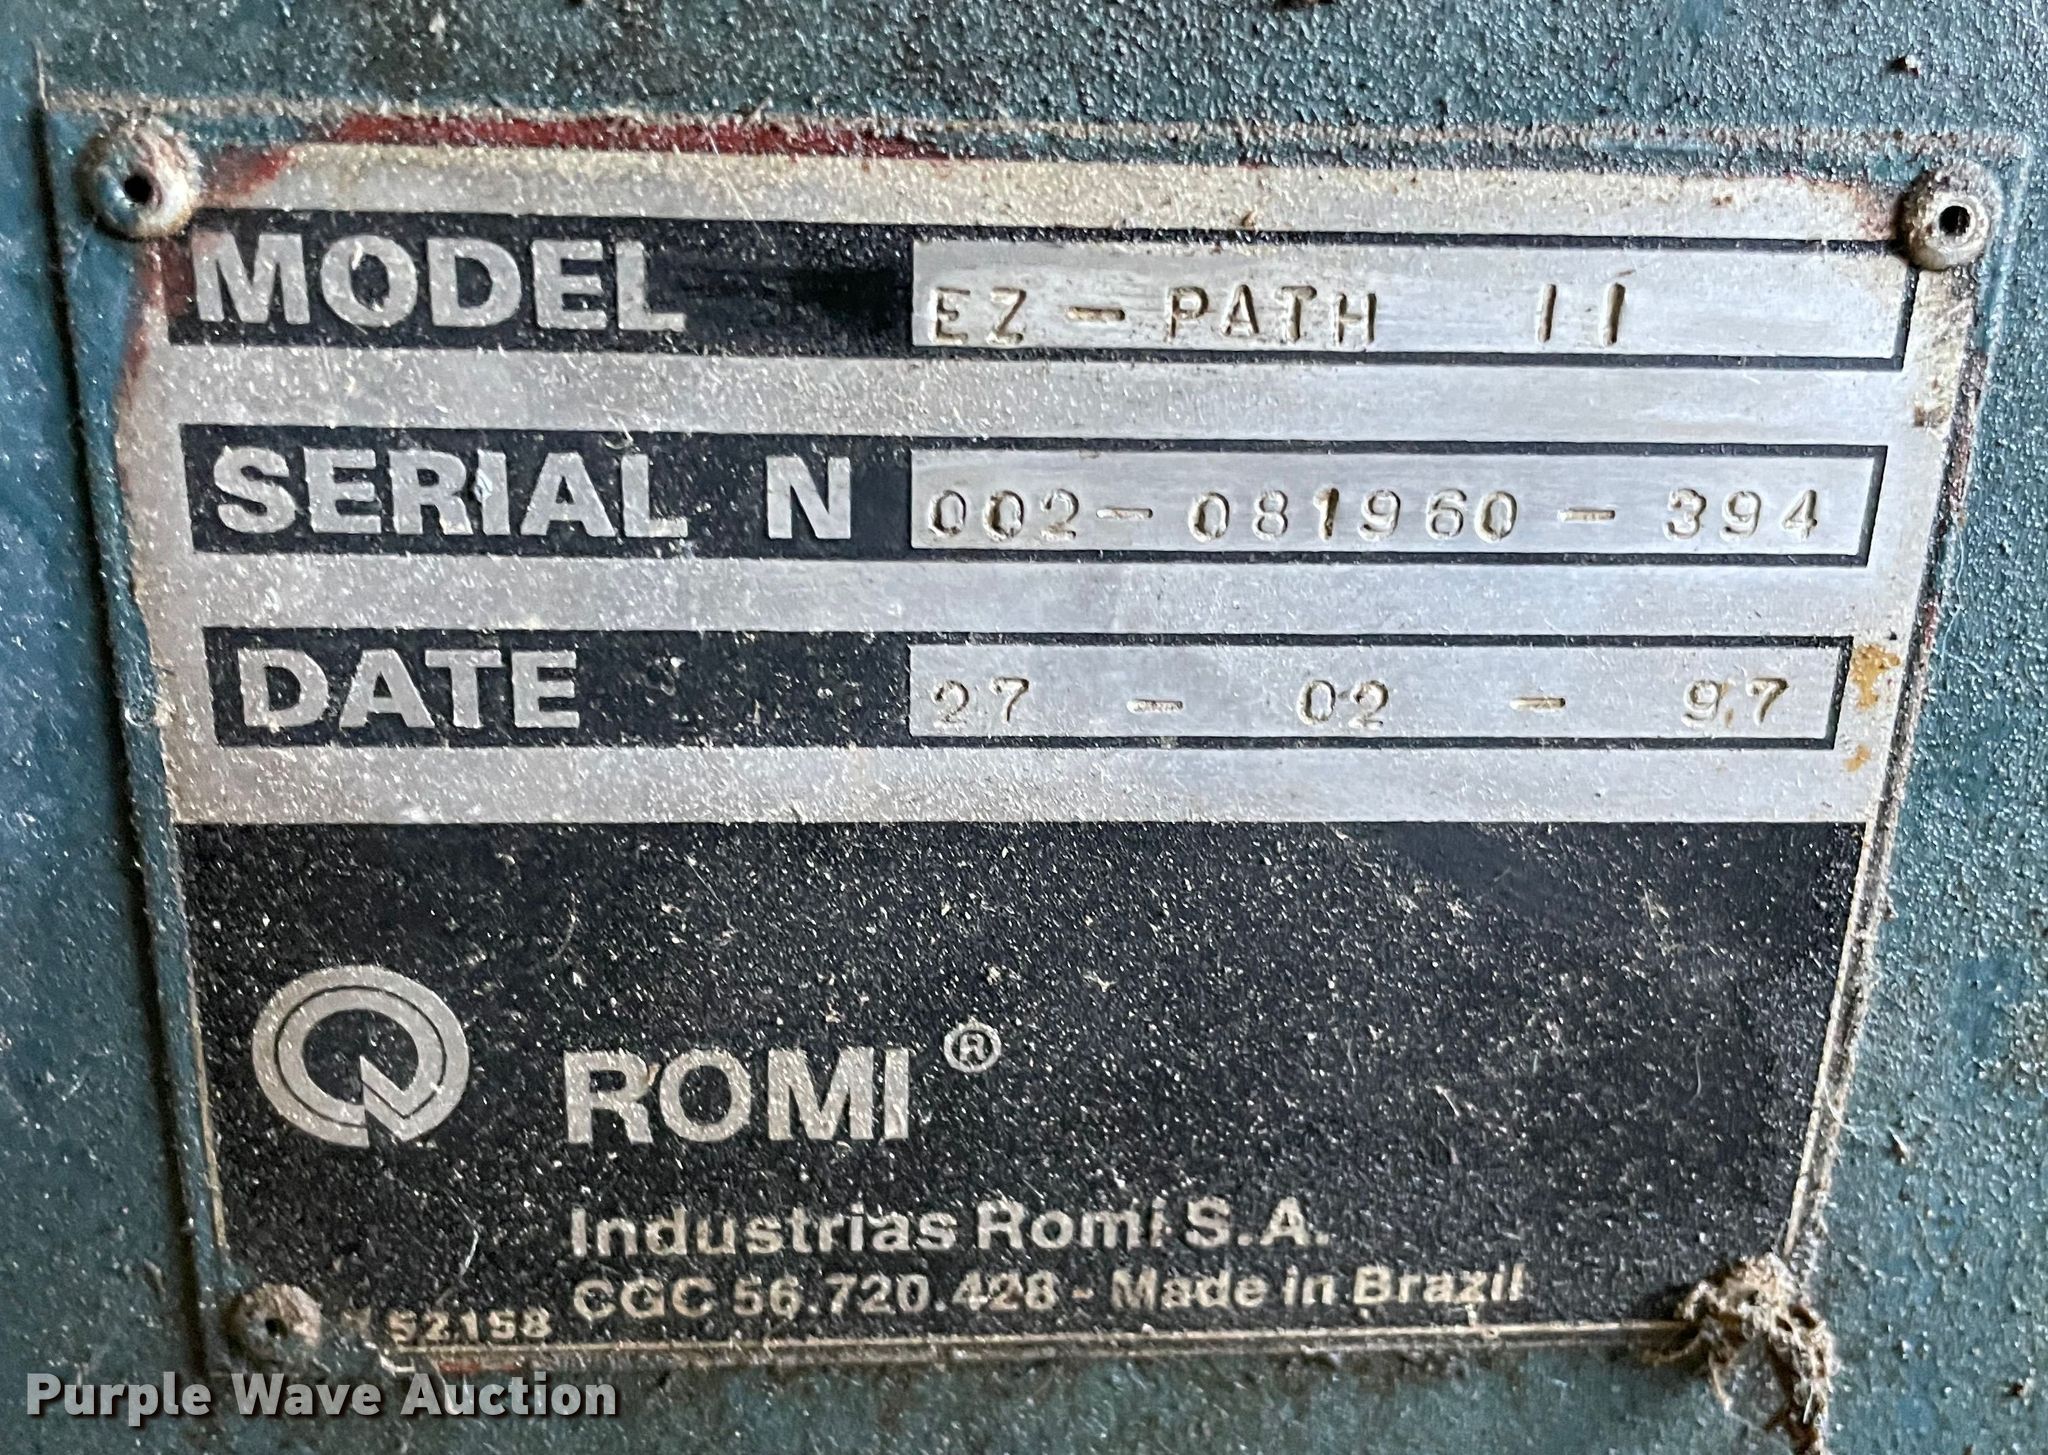 MODEL EZ-PATH II
SERIAL N 002-081960-394
DATE 27 - 02 - 97
ROMI ®
Industrias Romi S.A.
CGC 56.720.428 - Made in Brazil
52158
Purple Wave Auction